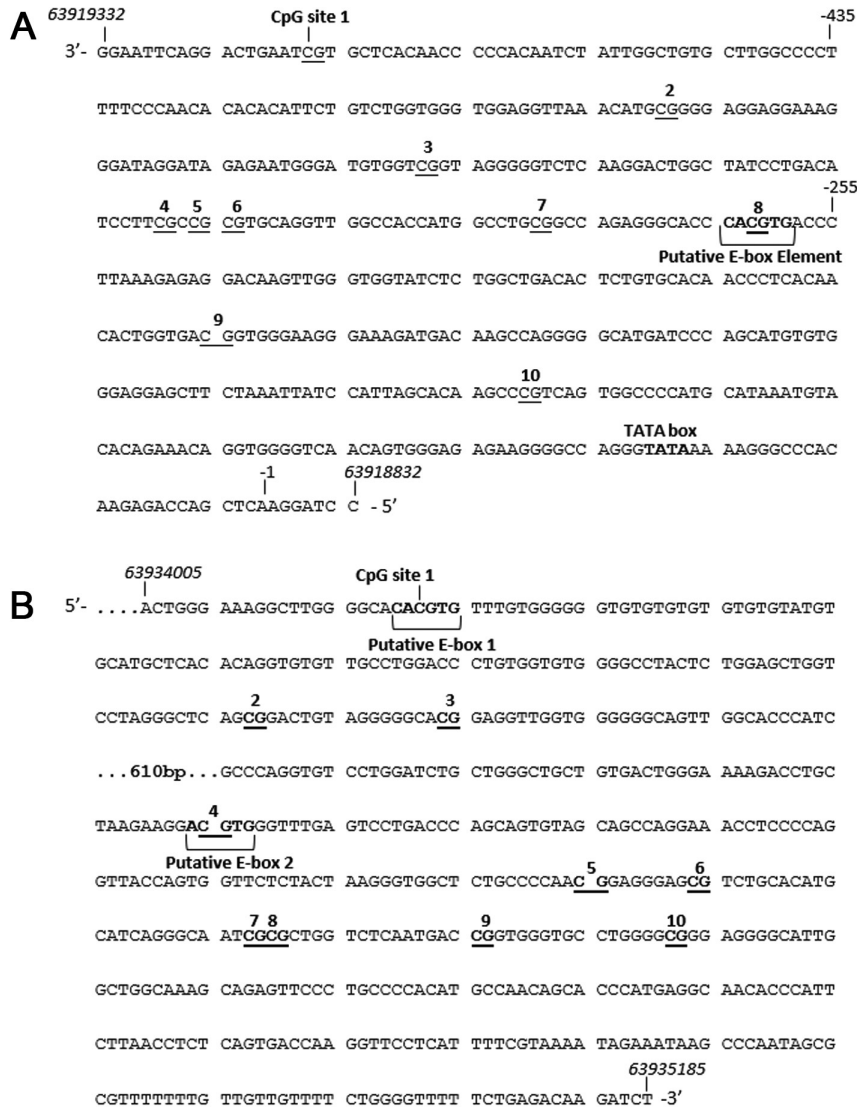 A
63919332 CpG site 1 -435
3’- GGAATTCAGG ACTGAATCGT GCTCACAACC CCCACAATCT ATTGGCTGTG CTTGGCCCCT
2
TTTCCCAACA CACACATTCT GTCTGGTGGG TGGAGGTTAA ACATGCGGGG AGGAGGAAAG
3
GGATAGGATA GAGAATGGGA TGTGGTCGGT AGGGGGTCTC AAGGACTGGC TATCCTGACA
4 5 6 7 8 -255
TCCTTCGCCG CGTGCAGGTT GGCCACCATGG CCTGCGGCC AGAGGGCACC CACGTGACCC
Putative E-box Element
TTAAAGAGAG GACAAGTTGG GTGGTATCTC TGGCTGACAC TCTGTGCACA ACCCTCACAA
9
CACTGGTGAC GGTGGGAAGG GAAAGATGAC AAGCCAGGGG GCATGATCCC AGCATGTGTG
10
GGAGGAGCTT CTAAATTATC CATTAGCACA AGCCCGTCAG TGGCCCCATG CATAAATGTA
TATA box
CACAGAAACA GGTGGGGTCA ACAGTGGGAG AGAAGGGGCC AGGGTATAAA AAGGGCCCAC
-1 63918832
AAGAGACCAG CTCAAGGATC C - 5’
B
63934005 CpG site 1
5’- ....ACTGGG AAAGGCTTGG GGCACACGTG TTTGTGGGGG GTGTGTGTGT GTGTGTATGT
Putative E-box 1
GCATGCTCAC ACAGGTGTGT TGCCTGGACC CTGTGGTGTG GGGCCTACTC TGGAGCTGGT
2 3
CCTAGGGCTC AGCGGACTGT AGGGGGCACG GAGGTTGGTG GGGGGCAGTT GGCACCCATC
...610bp...GCCCAGGTGT CCTGGATCTG CTGGGCTGCT GTGACTGGGA AAAGACCTGC
4
TAAGAAGGAC GTGGGTTTGA GTCCTGACCC AGCAGTGTAG CAGCCAGGAA ACCTCCCCAG
Putative E-box 2
5 6
GTTACCAGTG GTTCTCTACT AAGGGTGGCT CTGCCCCAAC GGAGGGAGCG TCTGCACATG
7 8 9 10
CATCAGGGCA ATCGCGCTGG TCTCAATGAC CGGTGGGTGC CTGGGGCGGG AGGGGCATTG
GCTGGCAAAG CAGAGTTCCC TGCCCCACAT GCCAACAGCA CCCATGAGGC AACACCCATT
CTTAACCTCT CAGTGACCAA GGTTCCTCAT TTTCGTAAAA TAGAAATAAG CCCAATAGCG
63935185
CGTTTTTTTG TTGTTGTTTT CTGGGGTTTT TCTGAGACAA GATCT -3’